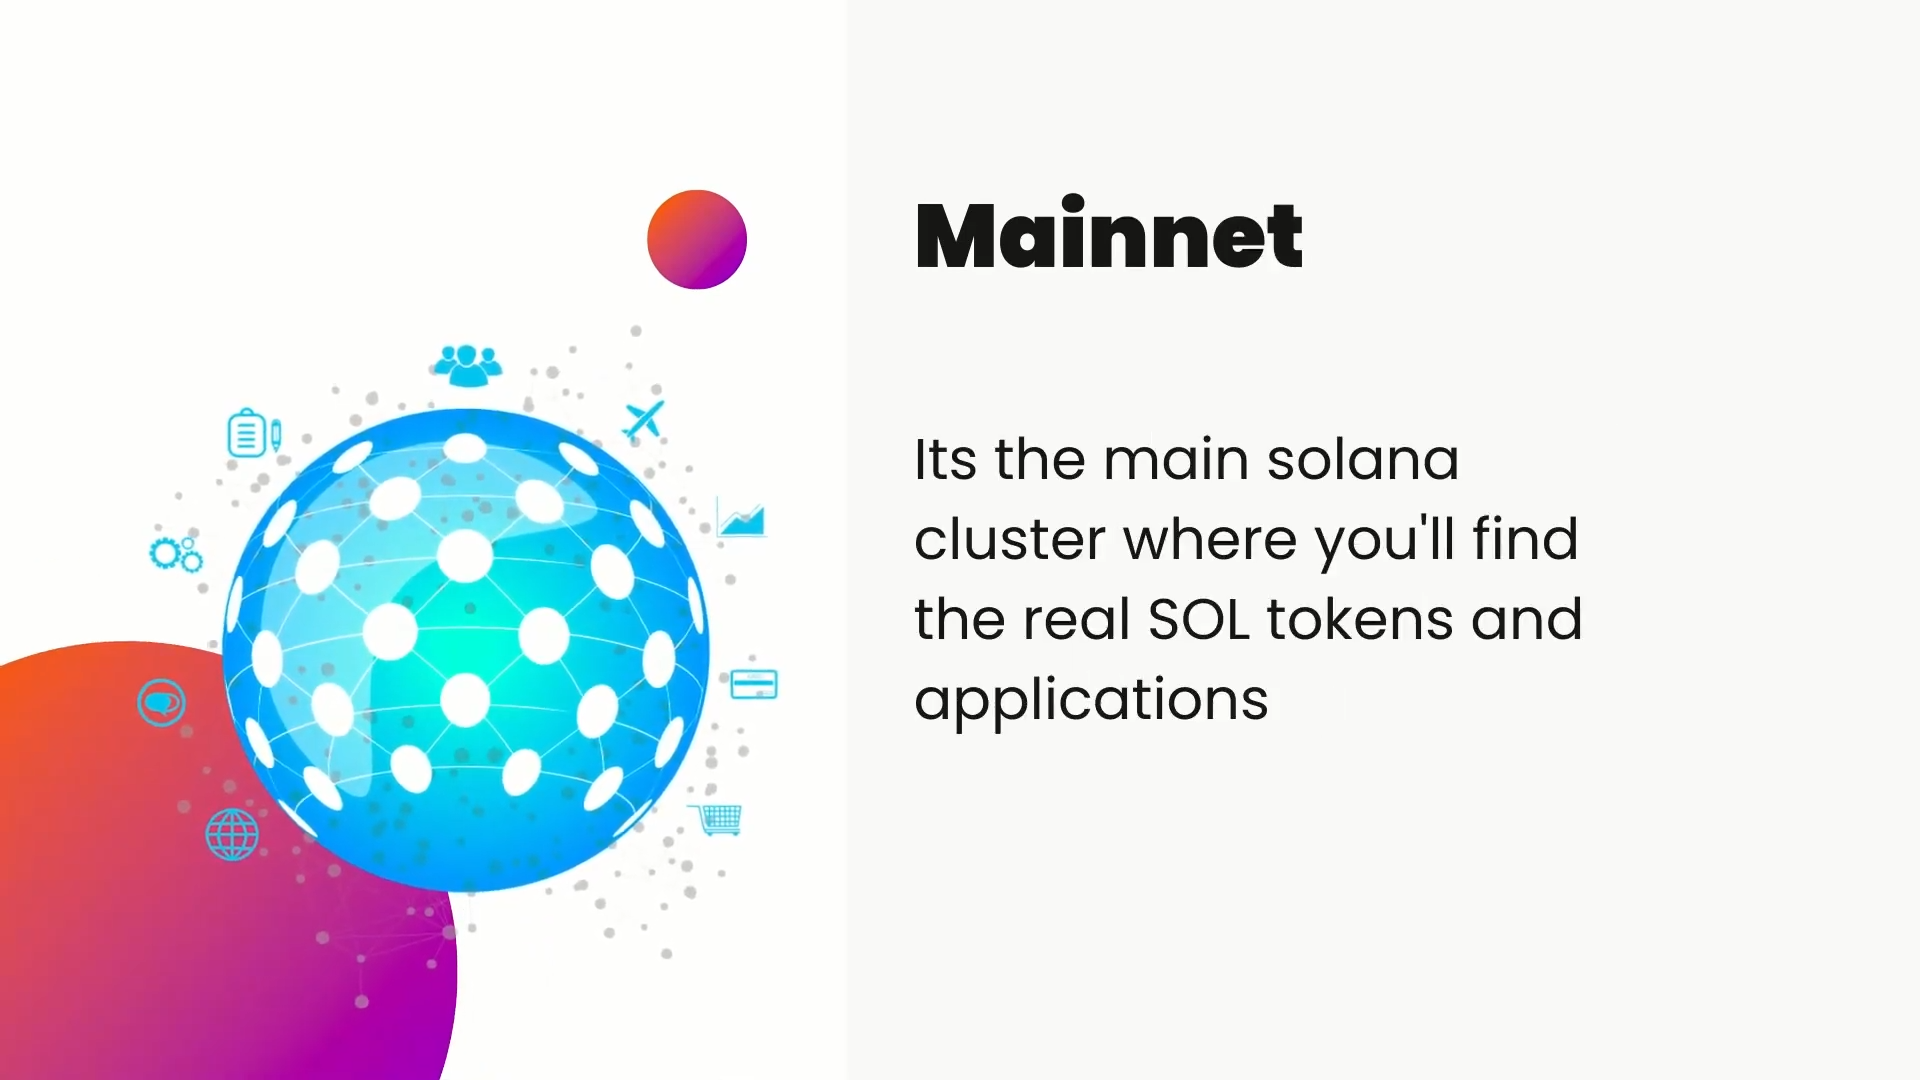 Mainnet
Its the main solana
cluster where you'll find
the real SOL tokens and
applications